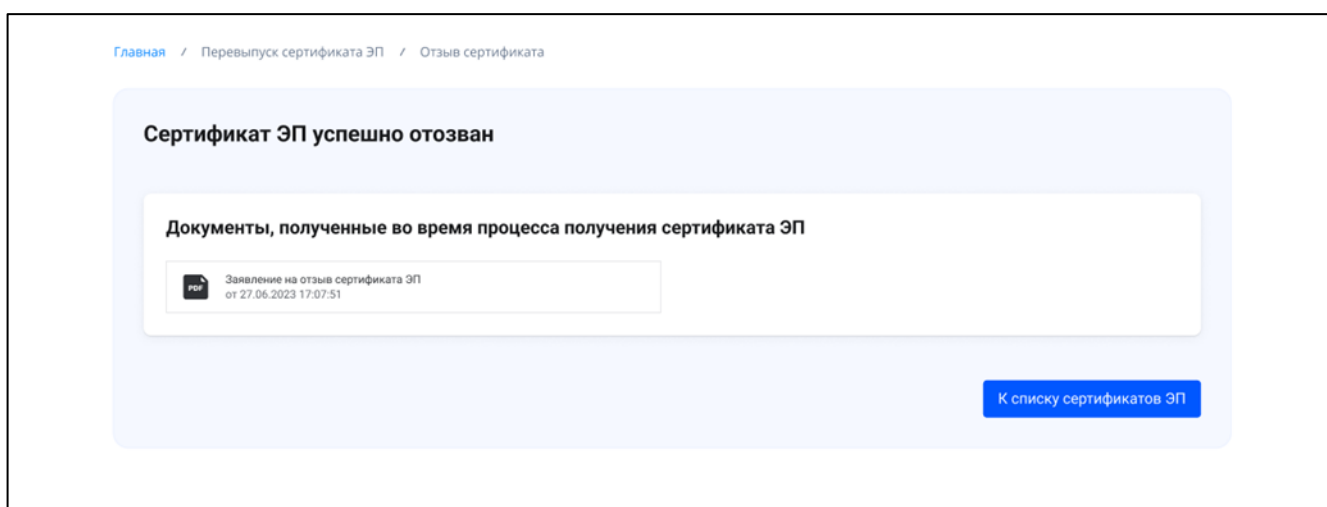 Главная / Перевыпуск сертификата ЭП / Отзыв сертификата
Сертификат ЭП успешно отозван
Документы, полученные во время процесса получения сертификата ЭП
PDF
Заявление на отзыв сертификата ЭП
от 27.06.2023 17:07:51
К списку сертификатов ЭП